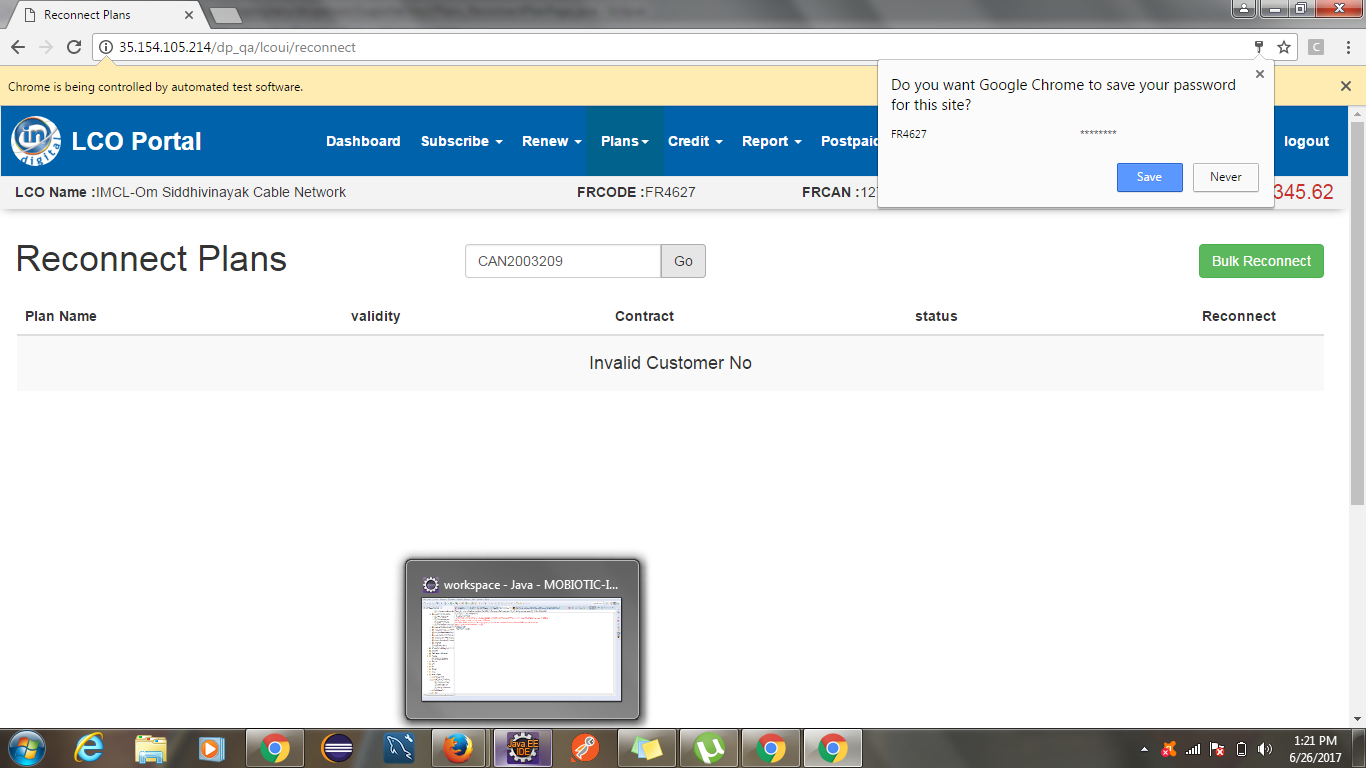 Reconnect Plans
35.154.105.214/dp_qa/lcoui/reconnect
C
Chrome is being controlled by automated test software.
Do you want Google Chrome to save your password
for this site?
FR4627 ********
Save Never
in
digital
LCO Portal
Dashboard Subscribe Renew Plans Credit Report Postpaid logout
LCO Name :IMCL-Om Siddhivinayak Cable Network FRCODE :FR4627 FRCAN :127 345.62
Reconnect Plans
CAN2003209 Go
Bulk Reconnect
Plan Name validity Contract status Reconnect
Invalid Customer No
workspace - Java - MOBIOTIC-I...
Java EE
IDE
1:21 PM
6/26/2017